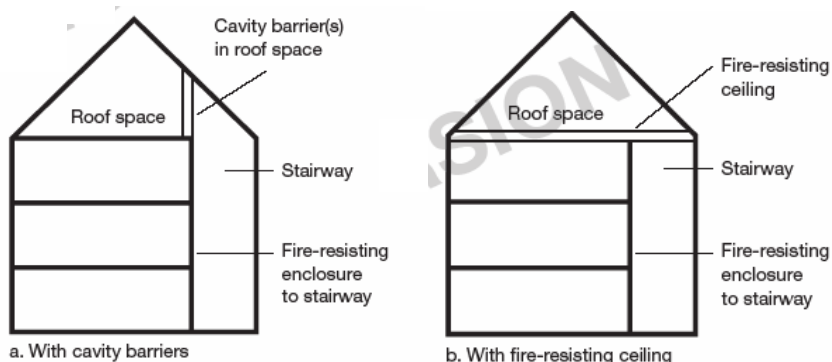 Cavity barrier(s)
in roof space
Roof space
Stairway
Fire-resisting
enclosure
to stairway
a. With cavity barriers
Fire-resisting
ceiling
Roof space
Stairway
Fire-resisting
enclosure
to stairway
b. With fire-resisting ceiling
SION